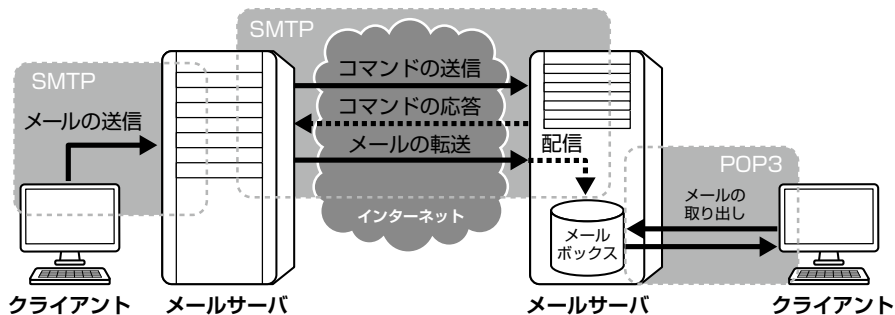 SMTP
SMTP
メールの送信
コマンドの送信
コマンドの応答
メールの転送
配信
インターネット
POP3
メールの
取り出し
メール
ボックス
クライアント
メールサーバ
メールサーバ
クライアント